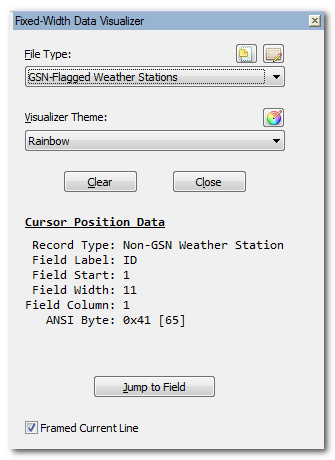 Fixed-Width Data Visualizer
File Type:
GSN-Flagged Weather Stations
Visualizer Theme:
Rainbow
Clear Close
Cursor Position Data
Record Type: Non-GSN Weather Station
Field Label: ID
Field Start: 1
Field Width: 11
Field Column: 1
ANSI Byte: 0x41 [65]
Jump to Field
Framed Current Line